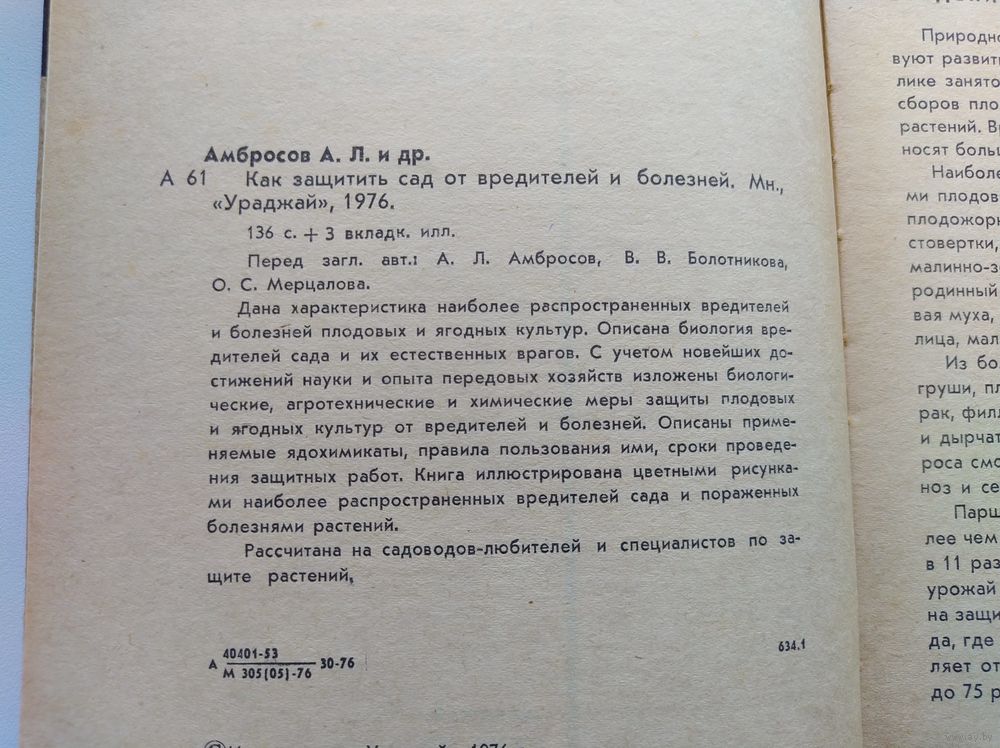 Амбросов А. Л. и др.
А 61 Как защитить сад от вредителей и болезней. Мн.,
«Ураджай», 1976.
136 с. + 3 вкладк. илл.
Перед загл. авт.: А. Л. Амбросов, В. В. Болотникова,
О. С. Мерцалова.
Дана характеристика наиболее распространенных вредителей
и болезней плодовых и ягодных культур. Описана биология вре-
дителей сада и их естественных врагов. С учетом новейших до-
стижений науки и опыта передовых хозяйств изложены биологи-
ческие, агротехнические и химические меры защиты плодовых
и ягодных культур от вредителей и болезней. Описаны приме-
няемые ядохимикаты, правила пользования ими, сроки проведе-
ния защитных работ. Книга иллюстрирована цветными рисунка-
ми наиболее распространенных вредителей сада и пораженных
болезнями растений.
Рассчитана на садоводов-любителей и специалистов по за-
щите растений.
А 40401-53 30-76 634.1
М 305(05)-76
Природно
вуют развити
лике занято
сборов пло
растений. В
носят больш
Наиболе
ми плодов
плодожорк
стовертки,
малинно-з
родинный
вая муха,
лица, мал
Из бо
груши, пл
рак, фил
и дырчат
роса смо
ноз и се
Парш
лее чем
в 11 раз
урожай
на защи
да, где
ляет от
до 75 р
www.ay.by